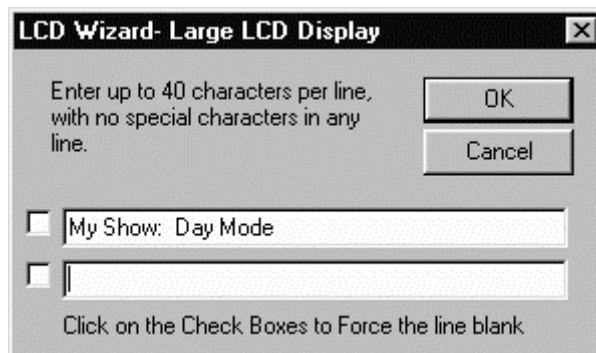 LCD Wizard- Large LCD Display
Enter up to 40 characters per line,
with no special characters in any
line.
OK
Cancel
My Show:  Day Mode
Click on the Check Boxes to Force the line blank